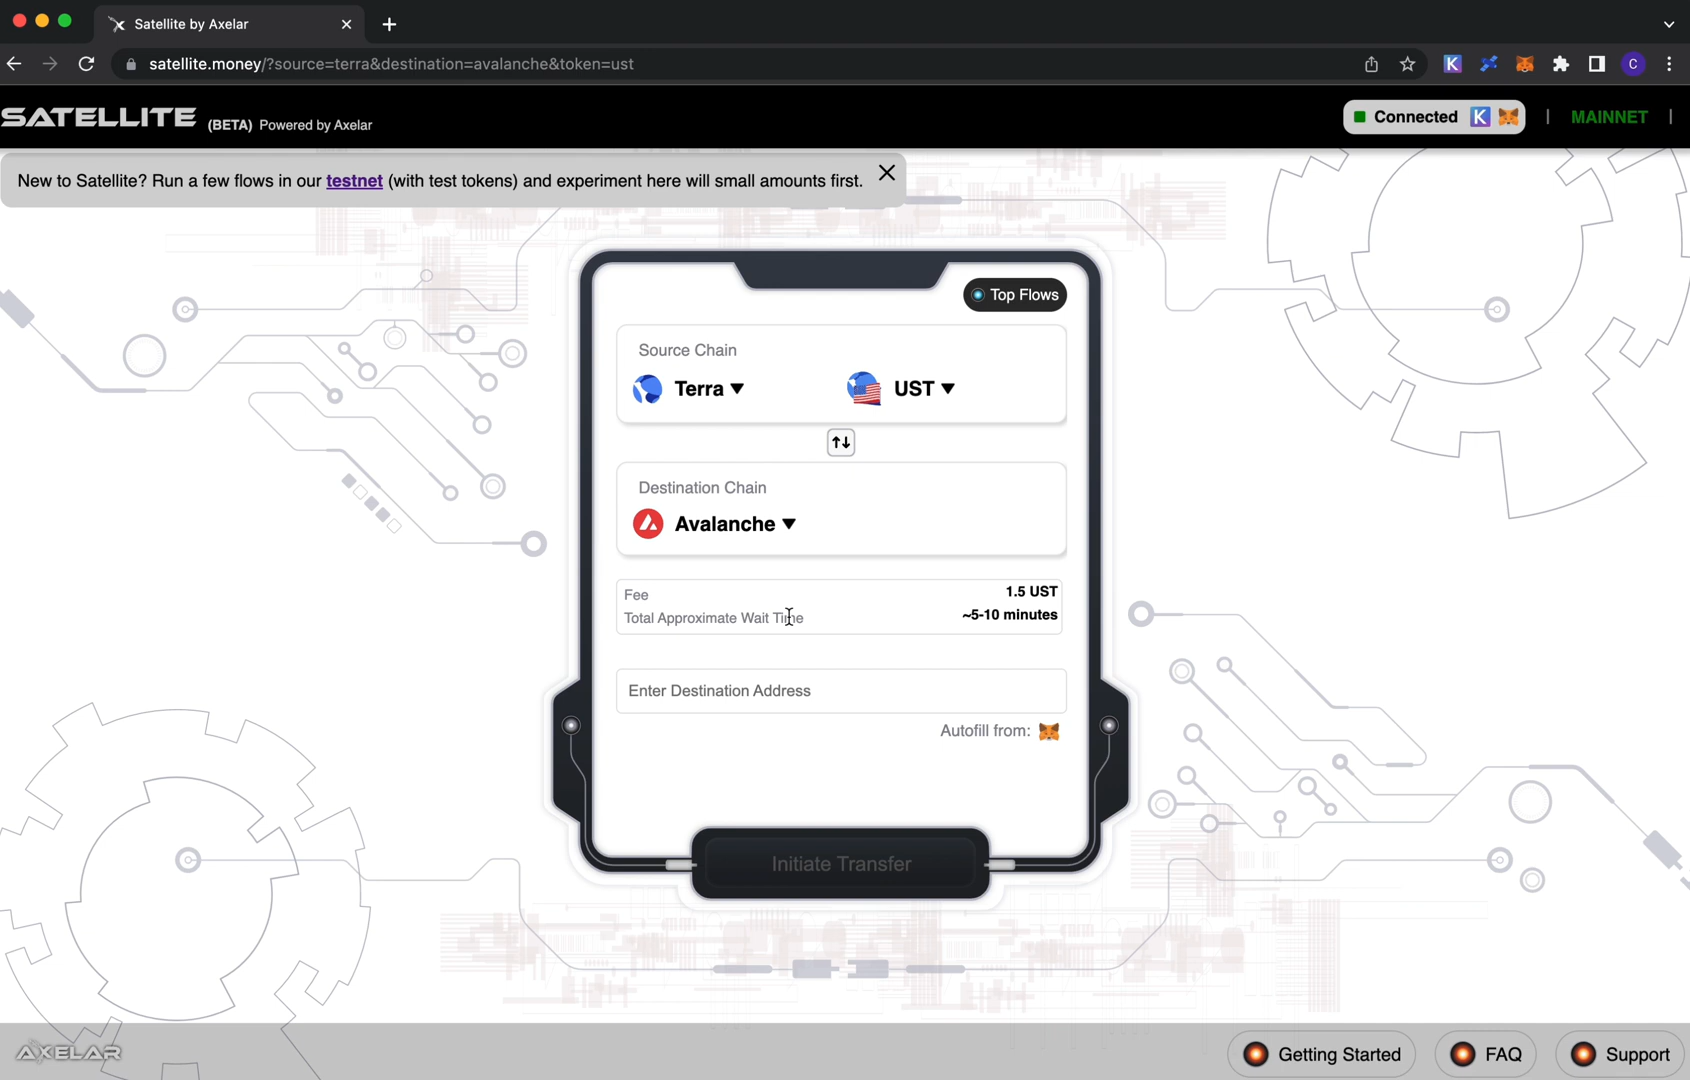 Satellite by Axelar
satellite.money/?source=terra&destination=avalanche&token=ust
C
SATELLITE (BETA) Powered by Axelar
Connected K | MAINNET |
New to Satellite? Run a few flows in our testnet (with test tokens) and experiment here will small amounts first.
Top Flows
Source Chain
Terra UST
Destination Chain
Avalanche
Fee 1.5 UST
Total Approximate Wait Time ~5-10 minutes
Enter Destination Address
Autofill from:
Initiate Transfer
AXELAR
Getting Started FAQ Support